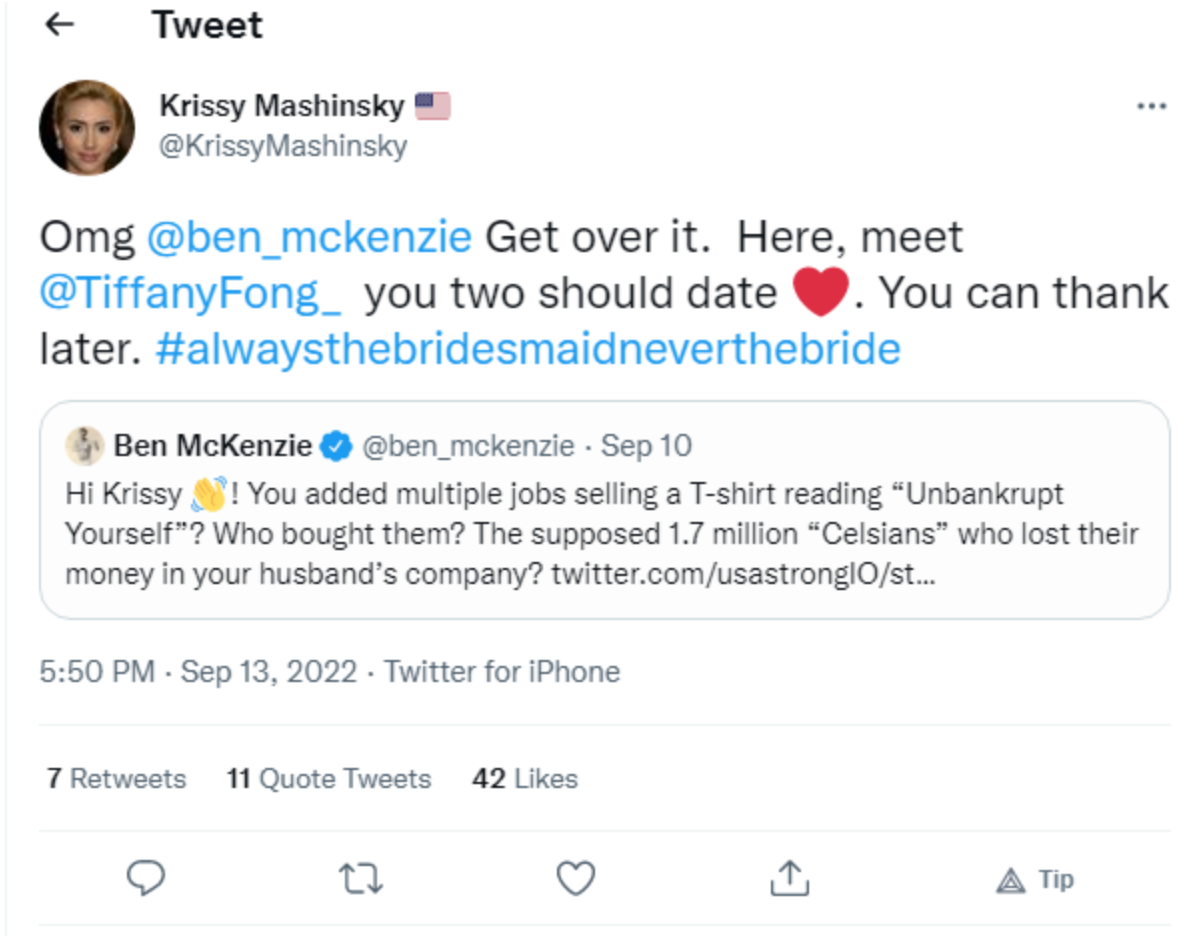 Tweet
Krissy Mashinsky 🇺🇸
@KrissyMashinsky
Omg @ben_mckenzie Get over it.  Here, meet
@TiffanyFong_  you two should date ❤️. You can thank
later. #alwaysthebridesmaidneverthebride
Ben McKenzie @ben_mckenzie · Sep 10
Hi Krissy 👋! You added multiple jobs selling a T-shirt reading “Unbankrupt
Yourself”? Who bought them? The supposed 1.7 million “Celsians” who lost their
money in your husband’s company? twitter.com/usastrongIO/st…
5:50 PM · Sep 13, 2022 · Twitter for iPhone
7 Retweets 11 Quote Tweets 42 Likes
Tip